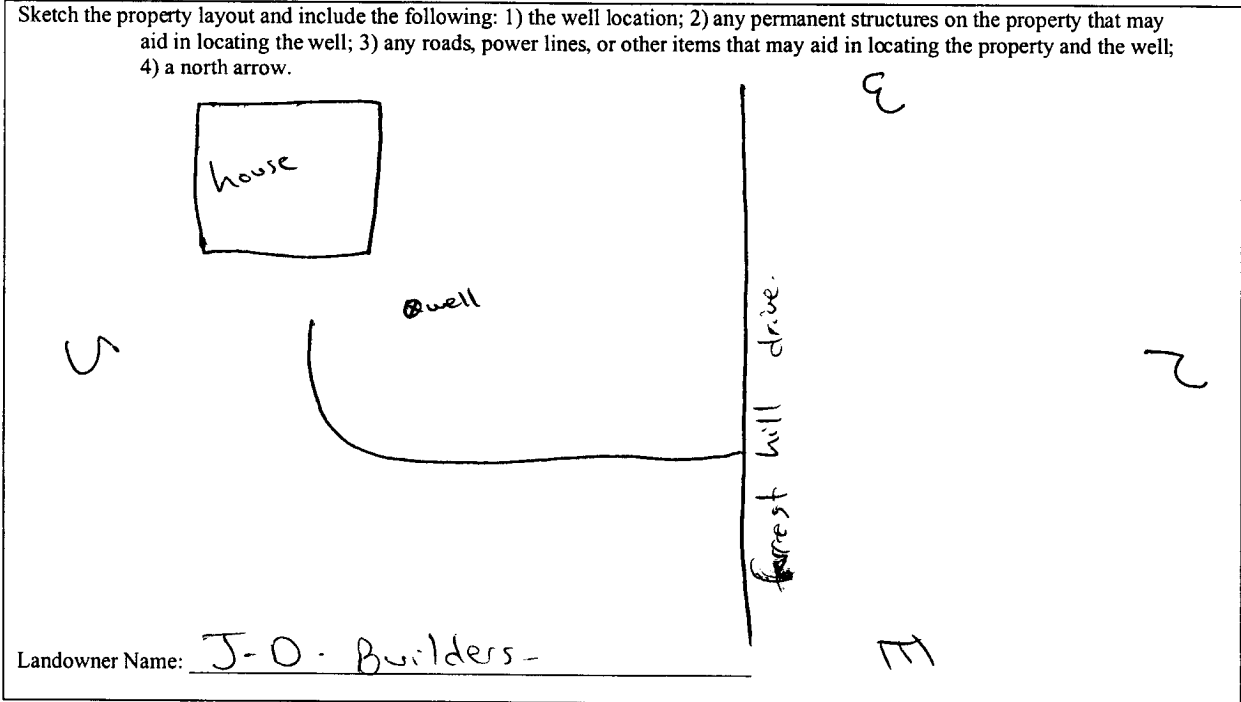 Sketch the property layout and include the following: 1) the well location; 2) any permanent structures on the property that may
aid in locating the well; 3) any roads, power lines, or other items that may aid in locating the property and the well;
4) a north arrow.
W
house
well
S
N
forrest hill drive.
E
Landowner Name: J-D. Builders-